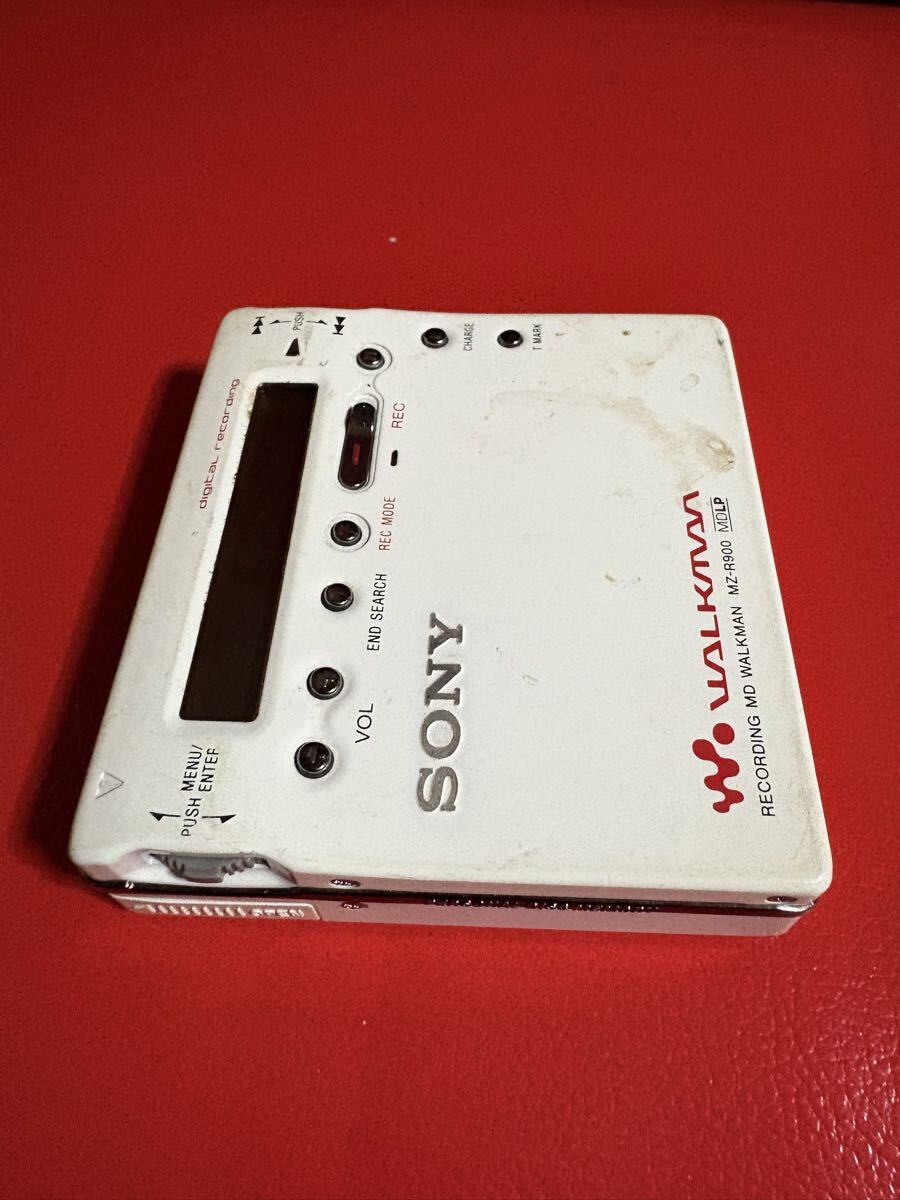 digital recording
PUSH
CHARGE
T MARK
REC
REC MODE
END SEARCH
VOL
PUSH MENU/
ENTER
OPEN
SONY
WALKMAN
RECORDING MD WALKMAN MZ-R900 MDLP